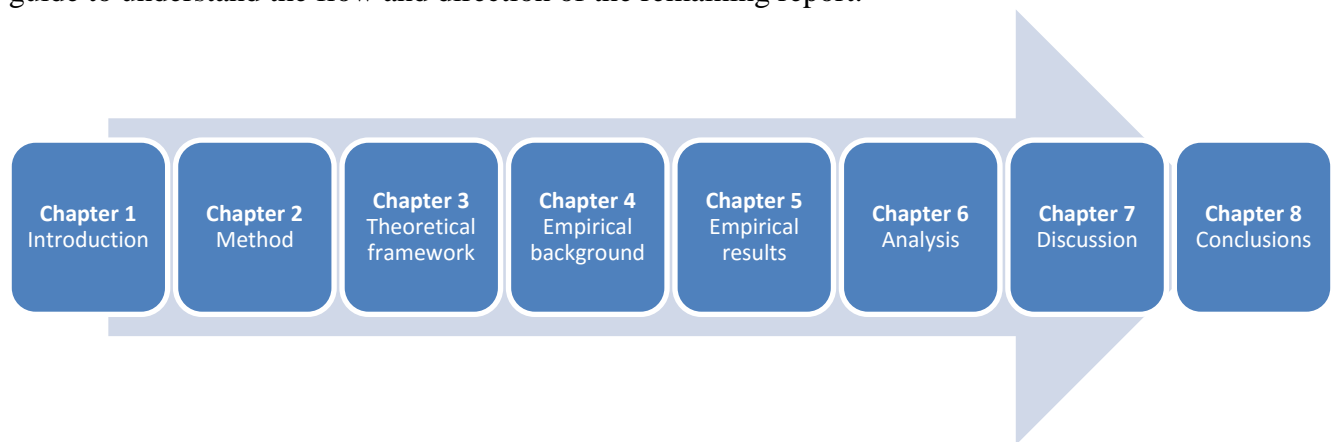 guide to understand the flow and direction of the remaining report.
Chapter 1
Introduction
Chapter 2
Method
Chapter 3
Theoretical
framework
Chapter 4
Empirical
background
Chapter 5
Empirical
results
Chapter 6
Analysis
Chapter 7
Discussion
Chapter 8
Conclusions